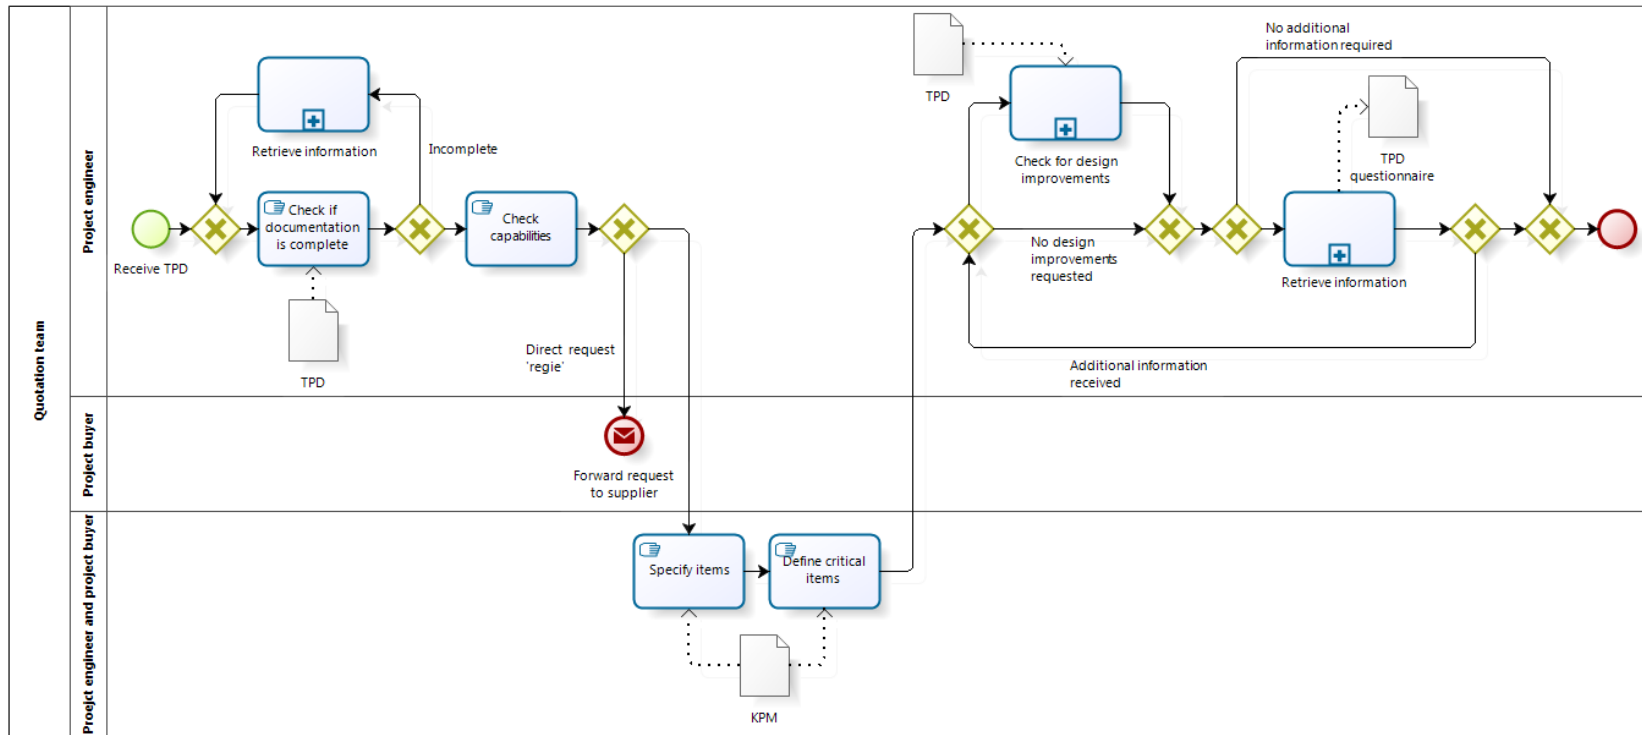 Quotation team
Project engineer
Receive TPD
Retrieve information
Incomplete
Check if
documentation
is complete
TPD
Check
capabilities
Direct request
'regie'
TPD
Check for design
improvements
No design
improvements
requested
No additional
information required
TPD
questionnaire
Retrieve information
Additional information
received
Project buyer
Forward request
to supplier
Proejct engineer and project buyer
Specify items
Define critical
items
KPM